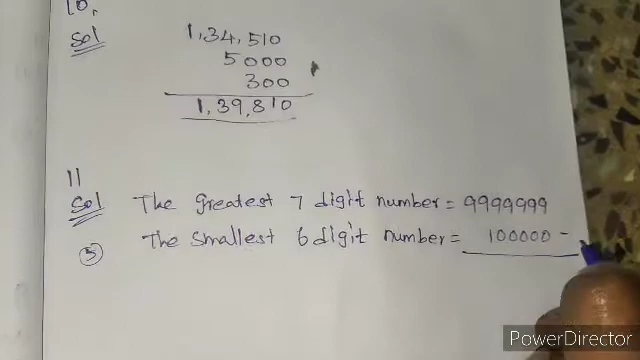 10.
Sol 1,34,510
5000
300
1,39,810
11
Sol The greatest 7 digit number = 9999999
5 The Smallest 6 digit number = 100000 -
PowerDirector